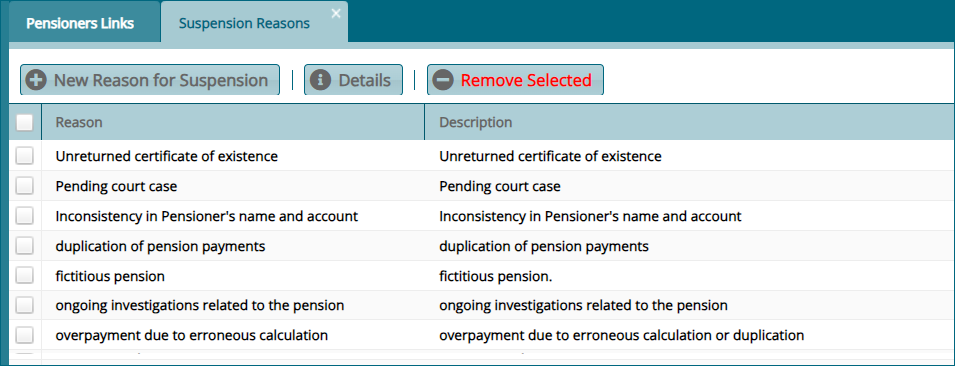 Pensioners Links Suspension Reasons ×
New Reason for Suspension Details Remove Selected
Reason Description
Unreturned certificate of existence Unreturned certificate of existence
Pending court case Pending court case
Inconsistency in Pensioner's name and account Inconsistency in Pensioner's name and account
duplication of pension payments duplication of pension payments
fictitious pension fictitious pension.
ongoing investigations related to the pension ongoing investigations related to the pension
overpayment due to erroneous calculation overpayment due to erroneous calculation or duplication